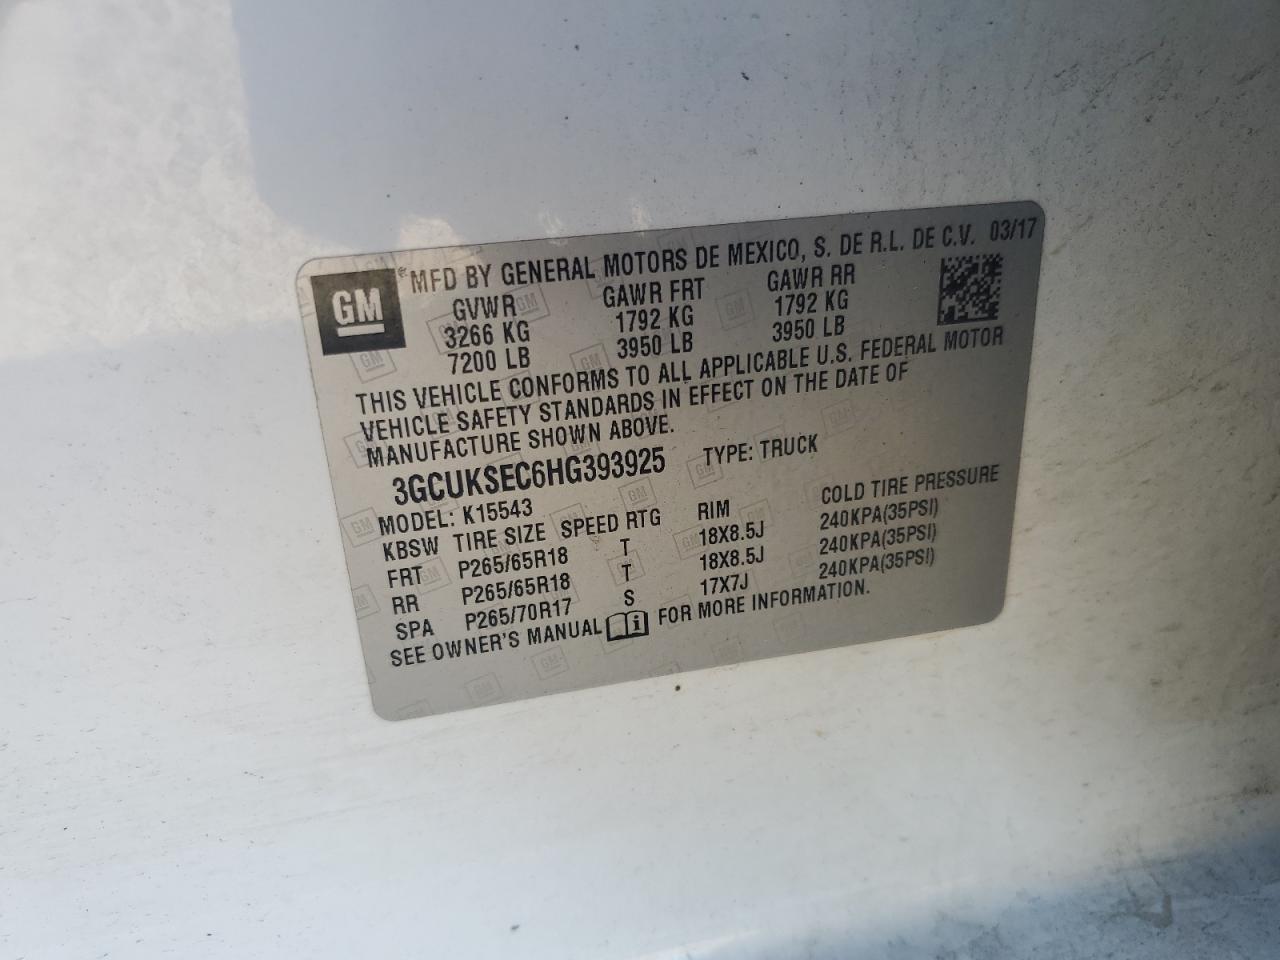 GM
MFD BY GENERAL MOTORS DE MEXICO, S. DE R.L. DE C.V. 03/17
GVWR GAWR FRT GAWR RR
3266 KG 1792 KG 1792 KG
7200 LB 3950 LB 3950 LB
THIS VEHICLE CONFORMS TO ALL APPLICABLE U.S. FEDERAL MOTOR
VEHICLE SAFETY STANDARDS IN EFFECT ON THE DATE OF
MANUFACTURE SHOWN ABOVE.
3GCUKSEC6HG393925 TYPE: TRUCK
MODEL: K15543
KBSW TIRE SIZE SPEED RTG RIM COLD TIRE PRESSURE
FRT P265/65R18 T 18X8.5J 240KPA(35PSI)
RR P265/65R18 T 18X8.5J 240KPA(35PSI)
SPA P265/70R17 S 17X7J 240KPA(35PSI)
SEE OWNER'S MANUAL FOR MORE INFORMATION.